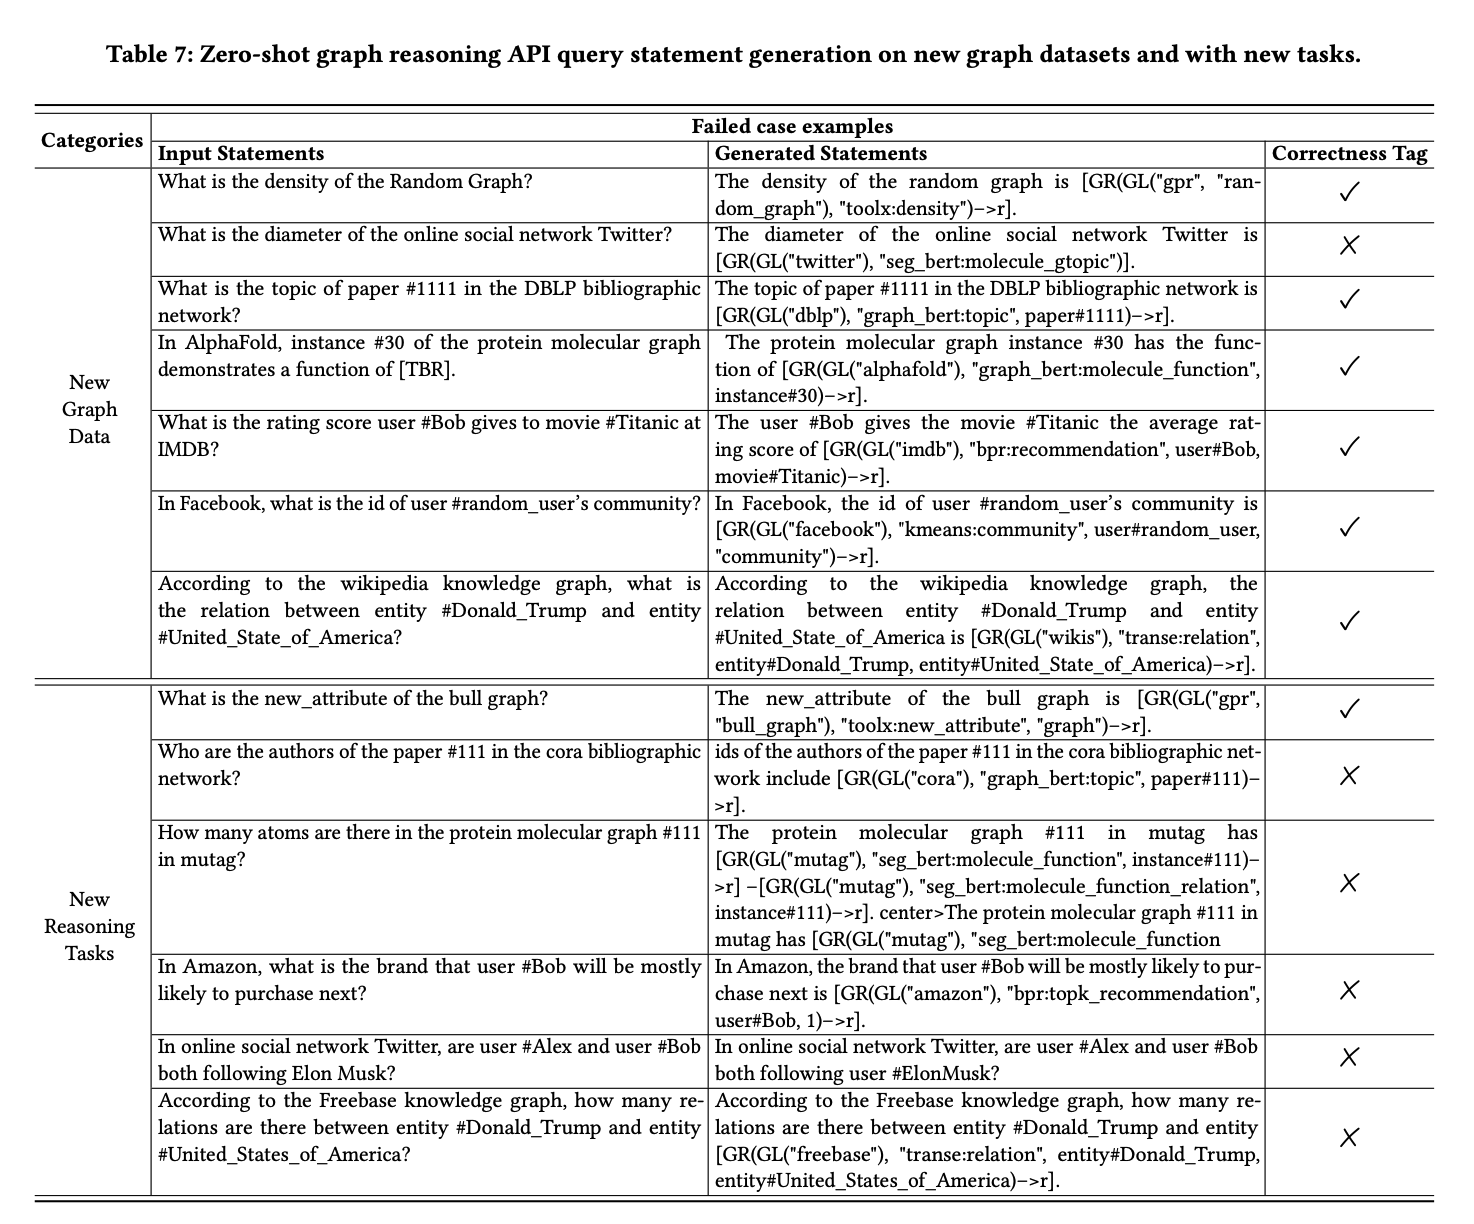 Table 7: Zero-shot graph reasoning API query statement generation on new graph datasets and with new tasks.
Categories
Failed case examples
Input Statements
Generated Statements
Correctness Tag
New
Graph
Data
What is the density of the Random Graph?
The density of the random graph is [GR(GL("gpr", "ran-
dom_graph"), "toolx:density")−>r].
✓
What is the diameter of the online social network Twitter?
The diameter of the online social network Twitter is
[GR(GL("twitter"), "seg_bert:molecule_gtopic")].
✗
What is the topic of paper #1111 in the DBLP bibliographic
network?
The topic of paper #1111 in the DBLP bibliographic network is
[GR(GL("dblp"), "graph_bert:topic", paper#1111)−>r].
✓
In AlphaFold, instance #30 of the protein molecular graph
demonstrates a function of [TBR].
The protein molecular graph instance #30 has the func-
tion of [GR(GL("alphafold"), "graph_bert:molecule_function",
instance#30)−>r].
✓
What is the rating score user #Bob gives to movie #Titanic at
IMDB?
The user #Bob gives the movie #Titanic the average rat-
ing score of [GR(GL("imdb"), "bpr:recommendation", user#Bob,
movie#Titanic)−>r].
✓
In Facebook, what is the id of user #random_user's community?
In Facebook, the id of user #random_user's community is
[GR(GL("facebook"), "kmeans:community", user#random_user,
"community")−>r].
✓
According to the wikipedia knowledge graph, what is
the relation between entity #Donald_Trump and entity
#United_State_of_America?
According to the wikipedia knowledge graph, the
relation between entity #Donald_Trump and entity
#United_State_of_America is [GR(GL("wikis"), "transe:relation",
entity#Donald_Trump, entity#United_State_of_America)−>r].
✓
New
Reasoning
Tasks
What is the new_attribute of the bull graph?
The new_attribute of the bull graph is [GR(GL("gpr",
"bull_graph"), "toolx:new_attribute", "graph")−>r].
✓
Who are the authors of the paper #111 in the cora bibliographic
network?
ids of the authors of the paper #111 in the cora bibliographic net-
work include [GR(GL("cora"), "graph_bert:topic", paper#111)−
>r].
✗
How many atoms are there in the protein molecular graph #111
in mutag?
The protein molecular graph #111 in mutag has
[GR(GL("mutag"), "seg_bert:molecule_function", instance#111)−
>r] −[GR(GL("mutag"), "seg_bert:molecule_function_relation",
instance#111)−>r]. center>The protein molecular graph #111 in
mutag has [GR(GL("mutag"), "seg_bert:molecule_function
✗
In Amazon, what is the brand that user #Bob will be mostly
likely to purchase next?
In Amazon, the brand that user #Bob will be mostly likely to pur-
chase next is [GR(GL("amazon"), "bpr:topk_recommendation",
user#Bob, 1)−>r].
✗
In online social network Twitter, are user #Alex and user #Bob
both following Elon Musk?
In online social network Twitter, are user #Alex and user #Bob
both following user #ElonMusk?
✗
According to the Freebase knowledge graph, how many re-
lations are there between entity #Donald_Trump and entity
#United_States_of_America?
According to the Freebase knowledge graph, how many re-
lations are there between entity #Donald_Trump and entity
[GR(GL("freebase"), "transe:relation", entity#Donald_Trump,
entity#United_States_of_America)−>r].
✗